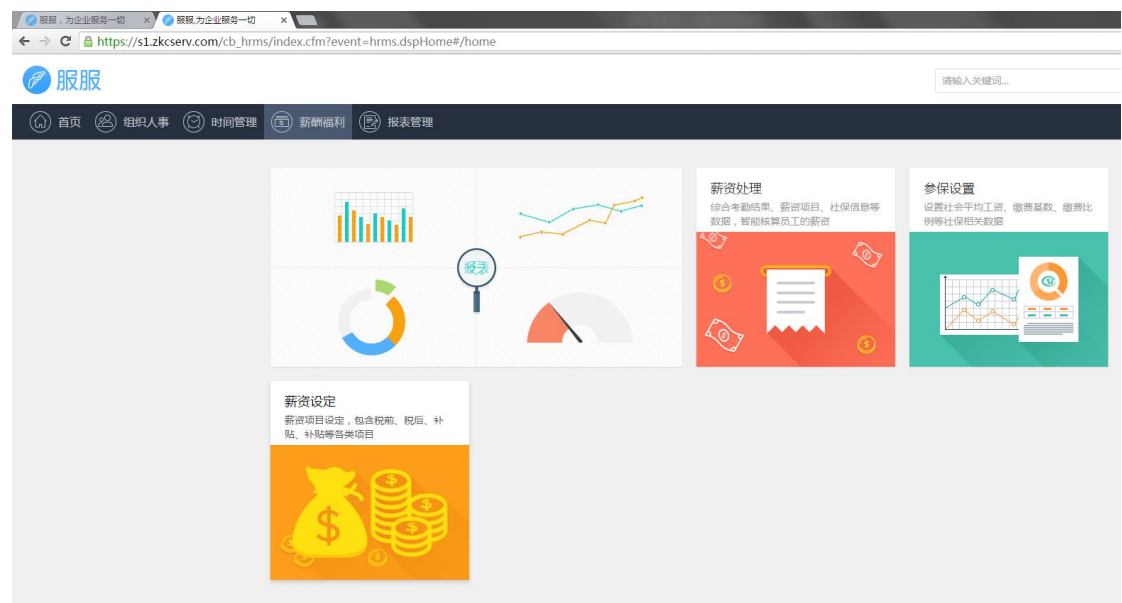 服服，为企业服务一切
服服,为企业服务一切
https://s1.zkcserv.com/cb_hrms/index.cfm?event=hrms.dspHome#/home
服服
请输入关键词...
首页 组织人事 时间管理 薪酬福利 报表管理
报表
薪资处理
综合考勤结果、薪资项目、社保信息等
数据，智能核算员工的薪资
参保设置
设置社会平均工资、缴费基数、缴费比
例等社保相关数据
薪资设定
薪资项目设定，包含税前、税后、补
贴、补贴等各类项目